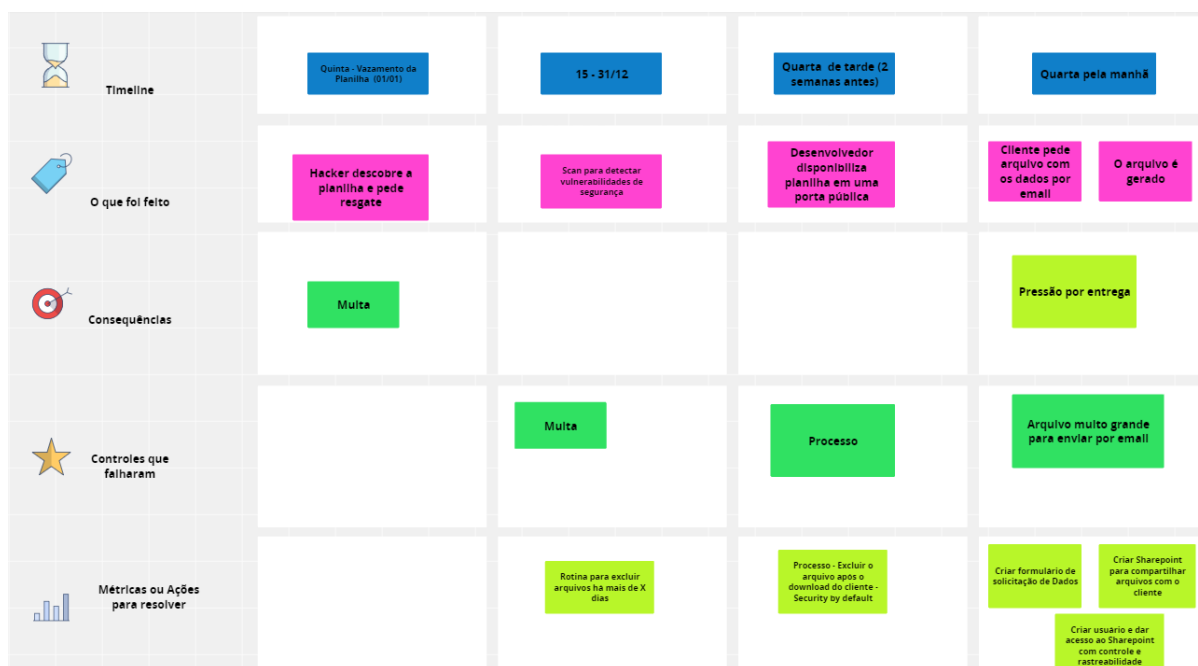 Timeline
Quinta - Vazamento da
Planilha (01/01)
15 - 31/12
Quarta de tarde (2
semanas antes)
Quarta pela manhã
O que foi feito
Hacker descobre a
planilha e pede
resgate
Scan para detectar
vulnerabilidades de
segurança
Desenvolvedor
disponibiliza
planilha em uma
porta pública
Cliente pede
arquivo com
os dados por
email
O arquivo é
gerado
Consequências
Multa
Pressão por entrega
Controles que
falharam
Multa
Processo
Arquivo multo grande
para enviar por email
Métricas ou Ações
para resolver
Rotina para excluir
arquivos há mais de X
dias
Processo - Excluir o
arquivo após o
download do cliente -
Security by default
Criar formulário de
solicitação de Dados
Criar Sharepoint
para compartilhar
arquivos com o
cliente
Criar usuário e dar
acesso ao Sharepoint
com controle e
rastreabilidade